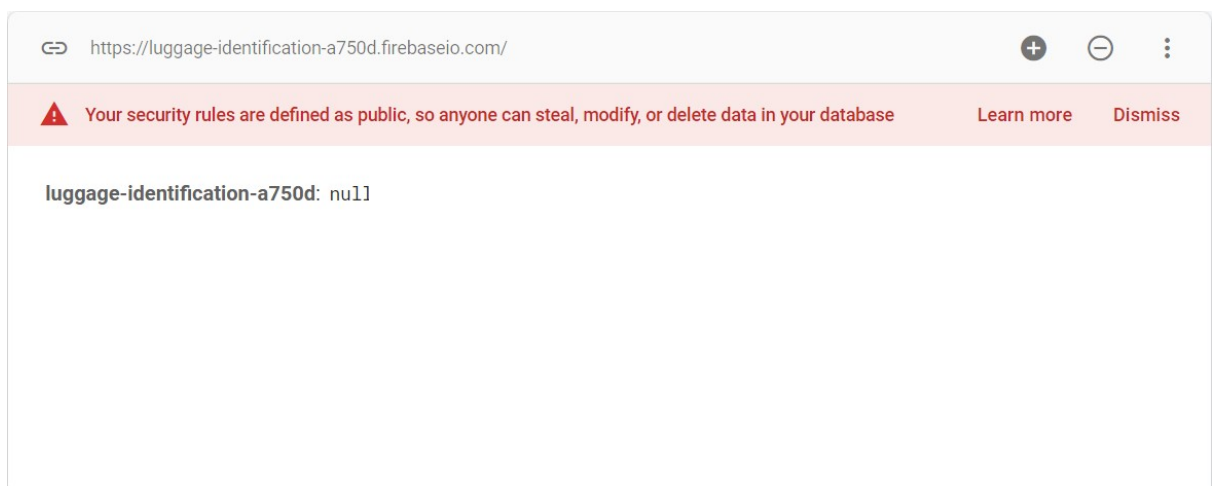 https://luggage-identification-a750d.firebaseio.com/
Your security rules are defined as public, so anyone can steal, modify, or delete data in your database Learn more Dismiss
luggage-identification-a750d: null